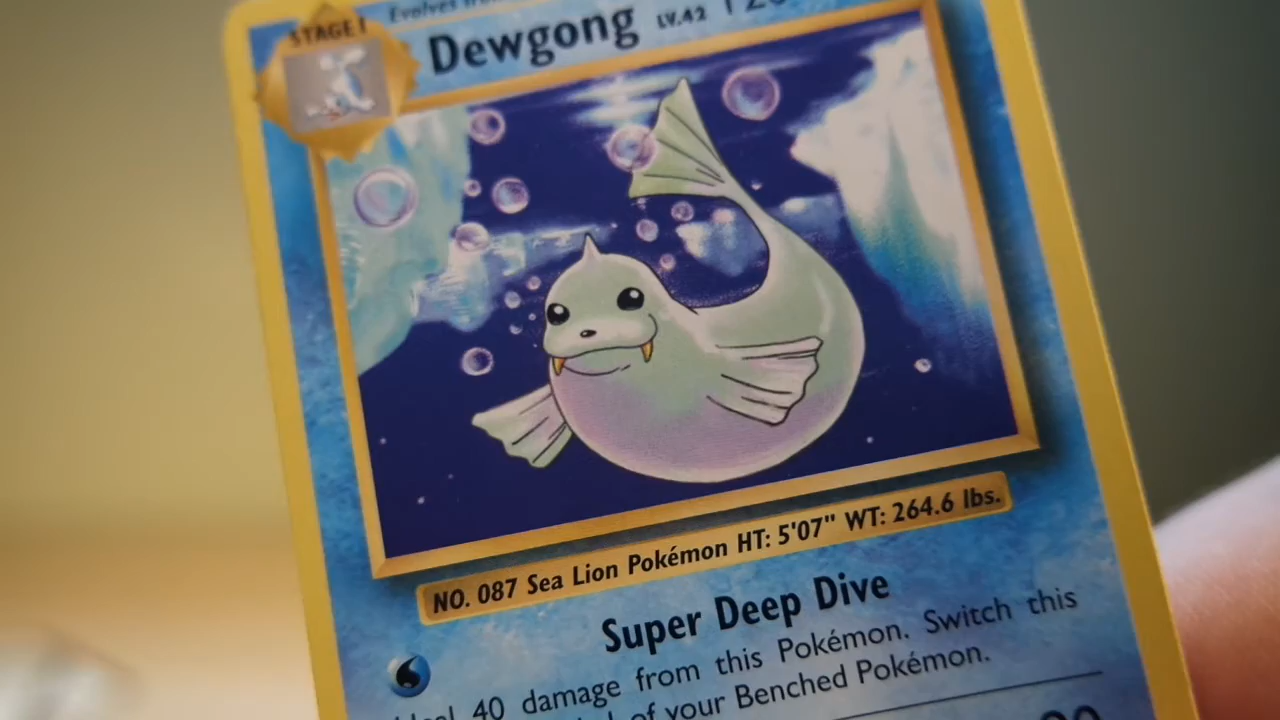 STAGE 1
Evolves
Dewgong LV.42
NO. 087 Sea Lion Pokémon HT: 5'07" WT: 264.6 lbs.
Super Deep Dive
40 damage from this Pokémon. Switch this
of your Benched Pokémon.